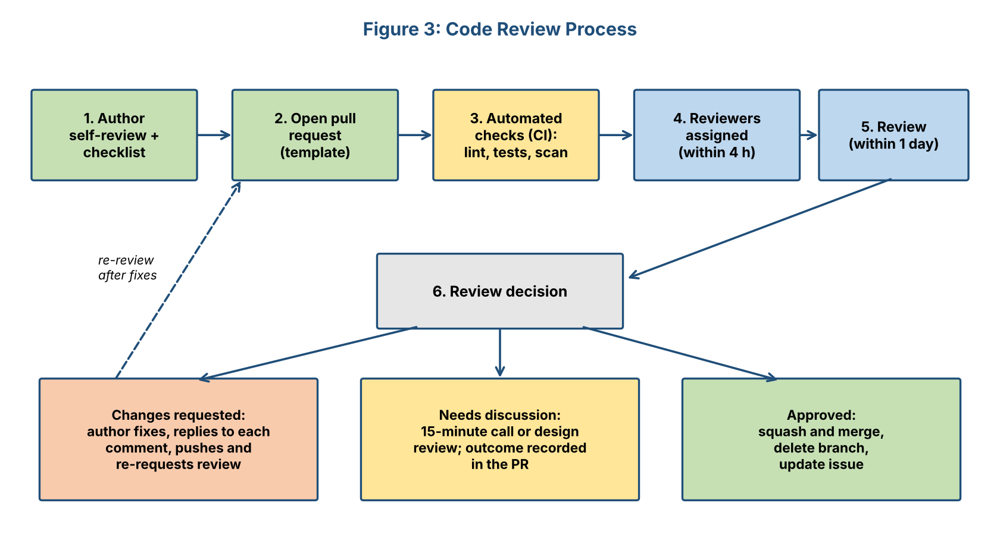 Figure 3: Code Review Process
1. Author
self-review +
checklist
2. Open pull
request
(template)
3. Automated
checks (CI):
lint, tests, scan
4. Reviewers
assigned
(within 4 h)
5. Review
(within 1 day)
re-review
after fixes
6. Review decision
Changes requested:
author fixes, replies to each
comment, pushes and
re-requests review
Needs discussion:
15-minute call or design
review; outcome recorded
in the PR
Approved:
squash and merge,
delete branch,
update issue